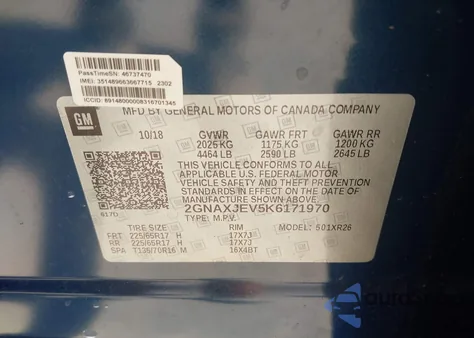 PassTimeSN: 46737470
IMEI: 351489663667715 2302
ICCID: 89148000008316701345
GM
MFD BY GENERAL MOTORS OF CANADA COMPANY
10/18 GVWR GAWR FRT GAWR RR
2025 KG 1175 KG 1200 KG
4464 LB 2590 LB 2645 LB
THIS VEHICLE CONFORMS TO ALL
APPLICABLE U.S. FEDERAL MOTOR
VEHICLE SAFETY AND THEFT PREVENTION
STANDARDS IN EFFECT ON THE DATE OF
MANUFACTURE SHOWN ABOVE.
617D
2GNAXJEV5K6171970
TYPE: M.P.V. MODEL: 501XR26
TIRE SIZE RIM
FRT 225/65R17 H 17X7J
RR 225/65R17 H 17X7J
SPA T135/70R16 M 16X4BT